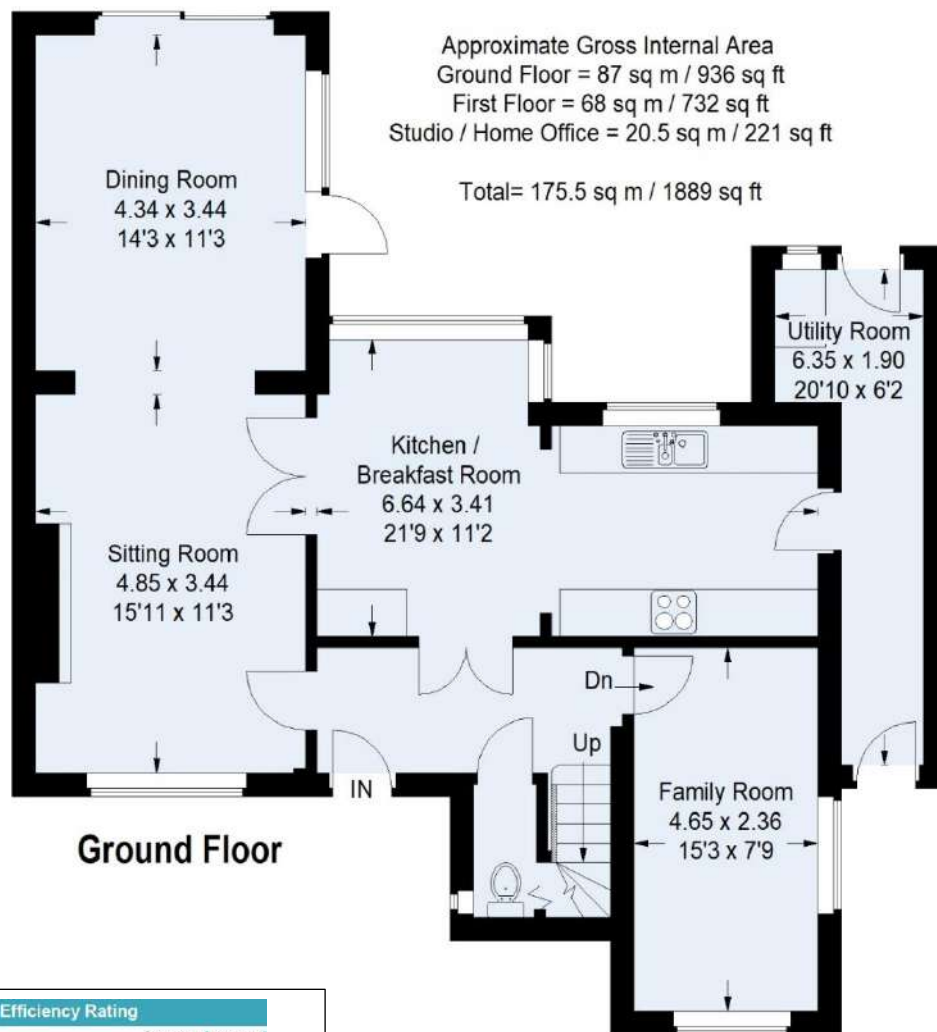 Approximate Gross Internal Area
Ground Floor = 87 sq m / 936 sq ft
First Floor = 68 sq m / 732 sq ft
Studio / Home Office = 20.5 sq m / 221 sq ft
Total= 175.5 sq m / 1889 sq ft
Dining Room
4.34 x 3.44
14'3 x 11'3
Utility Room
6.35 x 1.90
20'10 x 6'2
Kitchen /
Breakfast Room
6.64 x 3.41
21'9 x 11'2
Sitting Room
4.85 x 3.44
15'11 x 11'3
Dn
Up
IN
Family Room
4.65 x 2.36
15'3 x 7'9
Ground Floor
Efficiency Rating